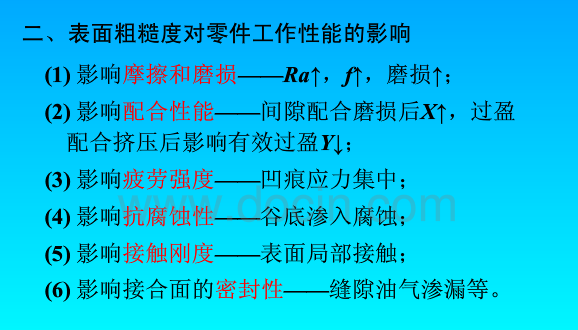 二、表面粗糙度对零件工作性能的影响
(1) 影响摩擦和磨损——Ra↑，f↑，磨损↑；
(2) 影响配合性能——间隙配合磨损后X↑，过盈
配合挤压后影响有效过盈Y↓；
(3) 影响疲劳强度——凹痕应力集中；
(4) 影响抗腐蚀性——谷底渗入腐蚀；
(5) 影响接触刚度——表面局部接触；
(6) 影响接合面的密封性——缝隙油气渗漏等。
www.docin.com